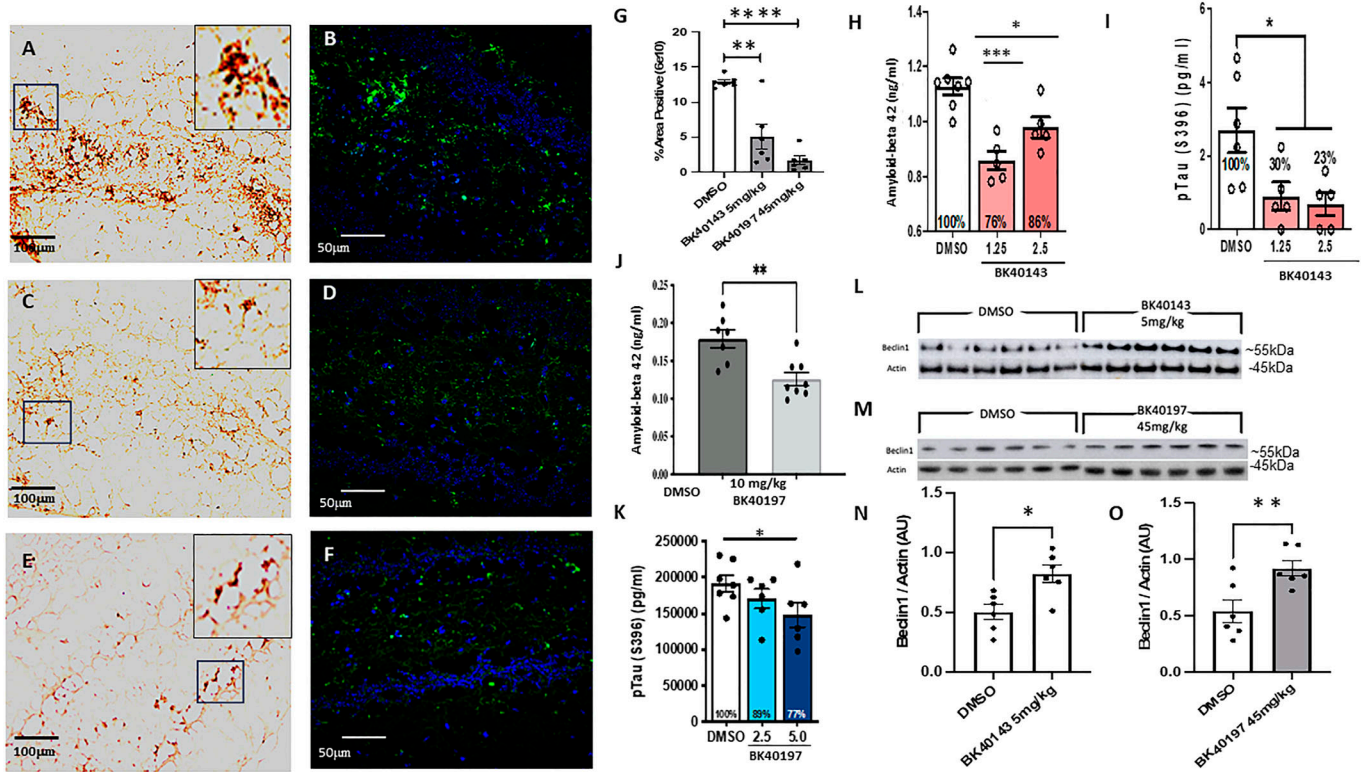 A
100µm
B
50µm
C
100µm
D
50µm
E
100µm
F
50µm
G
****
**
%Area Positive (6e10)
20
15
10
5
0
DMSO
BK40143 5mg/kg
BK40197 45mg/kg
H
*
***
Amyloid-beta 42 (ng/ml)
1.4
1.2
1.0
0.8
0.6
100%
76%
86%
DMSO
1.25
2.5
BK40143
I
*
pTau (S396) (pg/ml)
6
4
2
0
100%
30%
23%
DMSO
1.25
2.5
BK40143
J
**
Amyloid-beta 42 (ng/ml)
0.25
0.20
0.15
0.10
0.05
0.00
DMSO
10 mg/kg
BK40197
K
*
pTau (S396) (pg/ml)
250000
200000
150000
100000
50000
0
100%
89%
77%
DMSO
2.5
5.0
BK40197
L
DMSO
BK40143
5mg/kg
Beclin1
~55kDa
Actin
-45kDa
M
DMSO
BK40197
45mg/kg
Beclin1
~55kDa
Actin
-45kDa
N
*
Beclin1/Actin (AU)
1.5
1.0
0.5
0.0
DMSO
BK40143 5mg/kg
O
**
Beclin1/Actin (AU)
1.5
1.0
0.5
0.0
DMSO
BK40197 45mg/kg